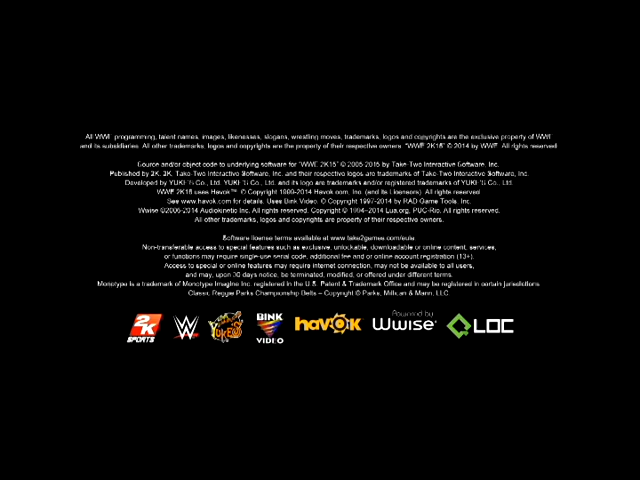 All WWE programming, talent names, images, likenesses, slogans, wrestling moves, trademarks, logos and copyrights are the exclusive property of WWE
and its subsidiaries. All other trademarks, logos and copyrights are the property of their respective owners. "WWE 2K15" © 2014 by WWE. All rights reserved
Source and/or object code to underlying software for "WWE 2K15" © 2005-2015 by Take-Two Interactive Software, Inc.
Published by 2K. 2K, Take-Two Interactive Software, Inc. and their respective logos are trademarks of Take-Two Interactive Software, Inc.
Developed by YUKE'S Co., Ltd. YUKE'S Co., Ltd. and its logo are trademarks and/or registered trademarks of YUKE'S Co., Ltd.
WWE 2K15 uses Havok™. © Copyright 1999-2014 Havok.com, Inc. (and its Licensors). All rights reserved.
See www.havok.com for details. Uses Bink Video. © Copyright 1997-2014 by RAD Game Tools, Inc.
Wwise ©2006-2014 Audiokinetic Inc. All rights reserved. Copyright © 1994-2014 Lua.org, PUC-Rio. All rights reserved.
All other trademarks, logos and copyrights are property of their respective owners.
Software license terms available at www.take2games.com/eula
Non-transferable access to special features such as exclusive, unlockable, downloadable or online content, services,
or functions may require single-use serial code, additional fee and/or online account registration (13+).
Access to special or online features may require internet connection, may not be available to all users,
and may, upon 30 days notice, be terminated, modified, or offered under different terms
Monotype is a trademark of Monotype Imagine Inc. registered in the U.S. Patent & Trademark Office and may be registered in certain jurisdictions
Classic Reggie Parks Championship Belts – Copyright © Parks, Millican & Mann, LLC
2K SPORTS
W
YUKE'S
BINK VIDEO
havok
Powered by Wwise
QLOC